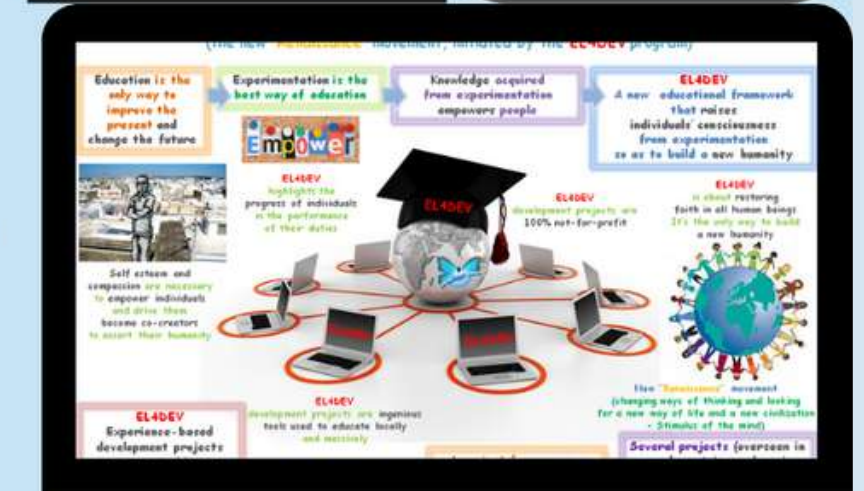 (The new "Renaissance" movement, initiated by the EL4DEV program)
Education is the
only way to
improve the
present and
change the future
Experimentation is the
best way of education
Knowledge acquired
from experimentation
empowers people
EL4DEV
A new educational framework
that raises
individuals' consciousness
from experimentation
so as to build a new humanity
Empower
EL4DEV
highlights the
progress of individuals
in the performance
of their duties
EL4DEV
EL4DEV
development projects are
100% not-for-profit
EL4DEV
is about restoring
faith in all human beings
It's the only way to build
a new humanity
Self esteem and
compassion are necessary
to empower individuals
and drive them
become co-creators
to assert their humanity
EL4DEV
development projects are ingenious
tools used to educate locally
and massively
New "Renaissance" movement
(changing ways of thinking and looking
for a new way of life and a new civilization
- Stimulus of the mind)
EL4DEV
Experience-based
development projects
Several projects (overseen in